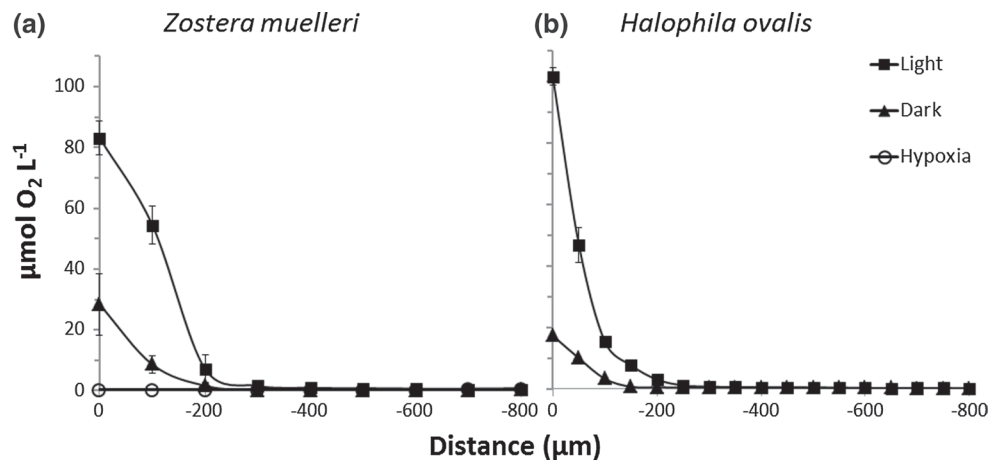 (a) Zostera muelleri
(b) Halophila ovalis
Light
Dark
Hypoxia
µmol O₂ L⁻¹
100
80
60
40
20
0
0 -200 -400 -600 -800
0 -200 -400 -600 -800
Distance (µm)